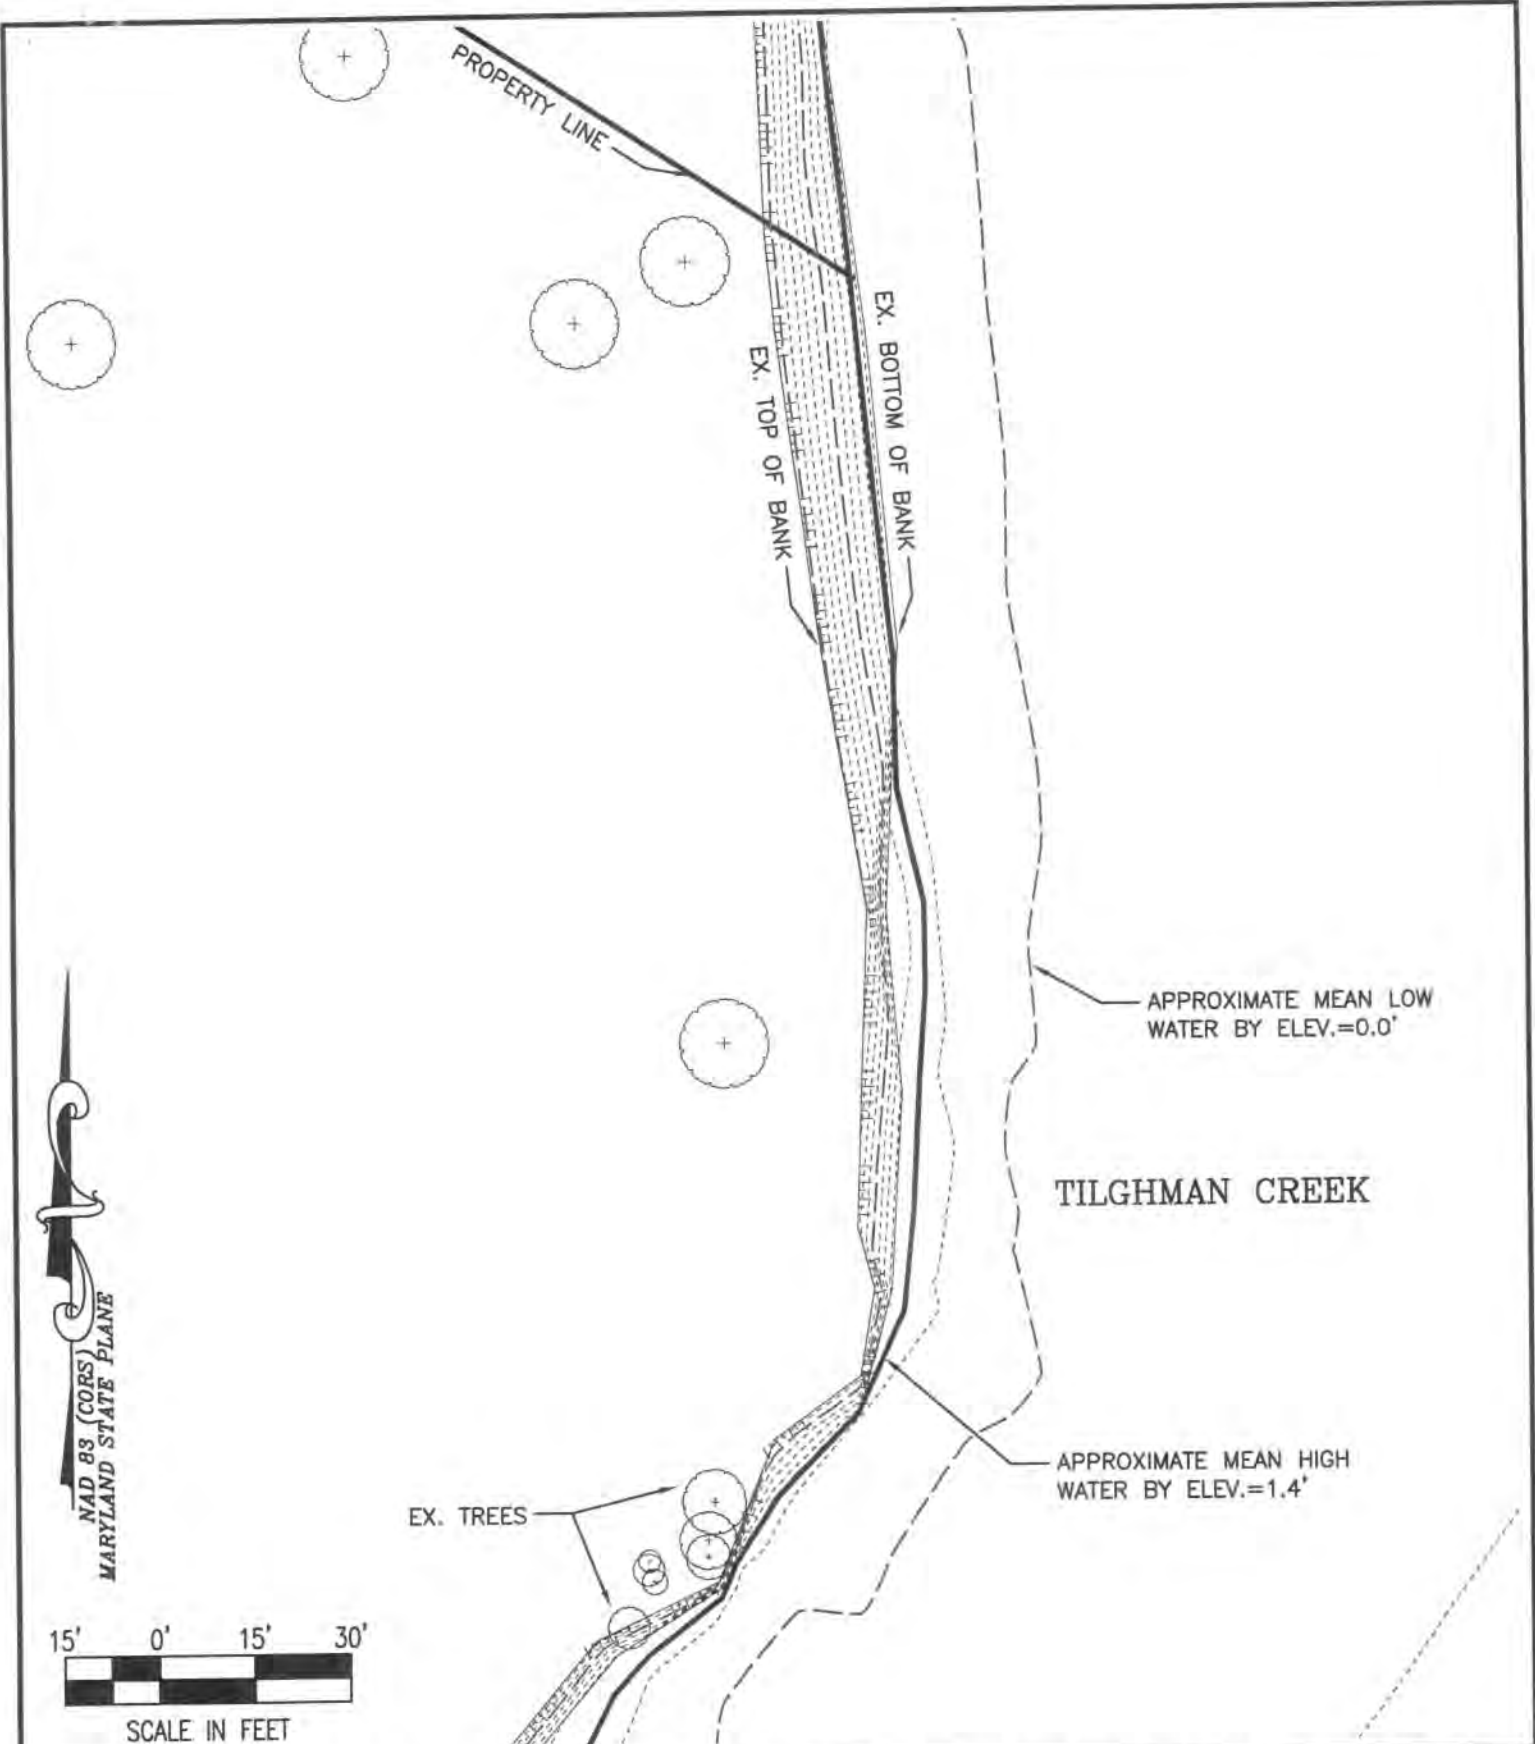 PROPERTY LINE
EX. BOTTOM OF BANK
EX. TOP OF BANK
APPROXIMATE MEAN LOW
WATER BY ELEV.=0.0'
TILGHMAN CREEK
NAD 83 (CORS)
MARYLAND STATE PLANE
APPROXIMATE MEAN HIGH
WATER BY ELEV.=1.4'
EX. TREES
15' 0' 15' 30'
SCALE IN FEET